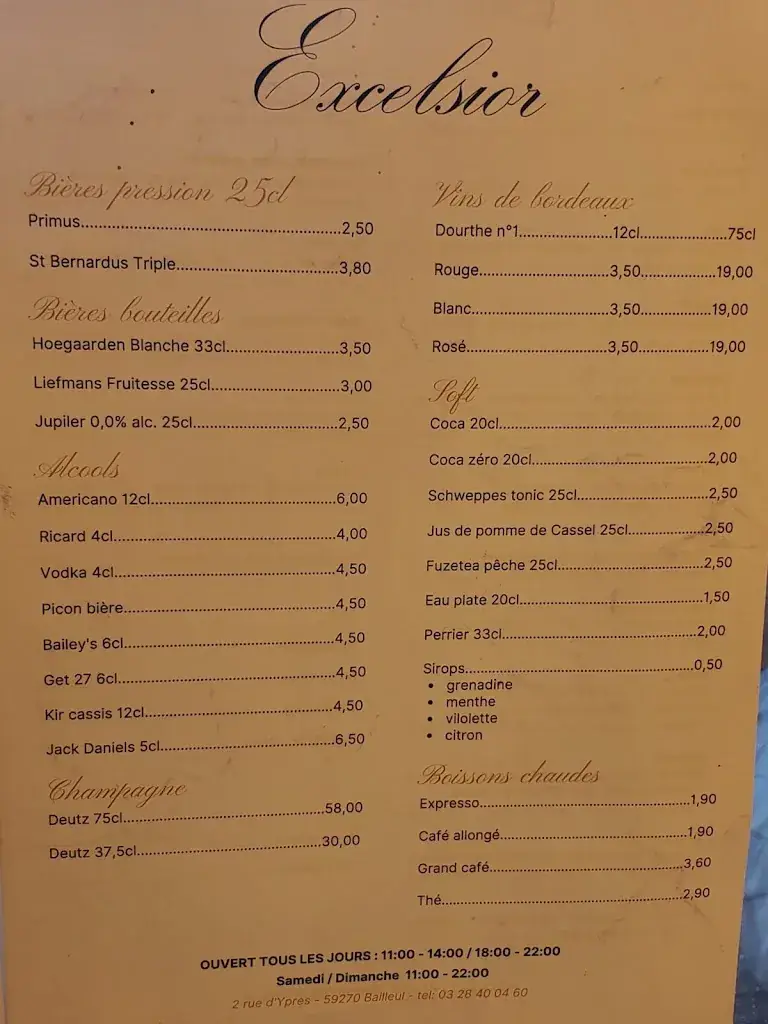 Excelsior
Bières pression 25cl
Primus..........................................2,50
St Bernardus Triple..........................3,80
Bières bouteilles
Hoegaarden Blanche 33cl....................3,50
Liefmans Fruitesse 25cl......................3,00
Jupiler 0,0% alc. 25cl..........................2,50
Alcools
Americano 12cl..............................6,00
Ricard 4cl....................................4,00
Vodka 4cl....................................4,50
Picon bière...................................4,50
Bailey's 6cl...................................4,50
Get 27 6cl....................................4,50
Kir cassis 12cl...............................4,50
Jack Daniels 5cl.............................6,50
Champagne
Deutz 75cl..................................58,00
Deutz 37,5cl................................30,00
Vins de bordeaux
Dourthe n°1...............12cl..............75cl
Rouge.....................3,50............19,00
Blanc......................3,50............19,00
Rosé.......................3,50............19,00
Soft
Coca 20cl....................................2,00
Coca zéro 20cl..............................2,00
Schweppes tonic 25cl......................2,50
Jus de pomme de Cassel 25cl.............2,50
Fuzetea pêche 25cl.........................2,50
Eau plate 20cl...............................1,50
Perrier 33cl..................................2,00
Sirops........................................0,50
• grenadine
• menthe
• vilolette
• citron
Boissons chaudes
Expresso.....................................1,90
Café allongé.................................1,90
Grand café...................................3,60
Thé...........................................2,90
OUVERT TOUS LES JOURS : 11:00 - 14:00 / 18:00 - 22:00
Samedi / Dimanche 11:00 - 22:00
2 rue d'Ypres - 59270 Bailleul - tel: 03 28 40 04 60